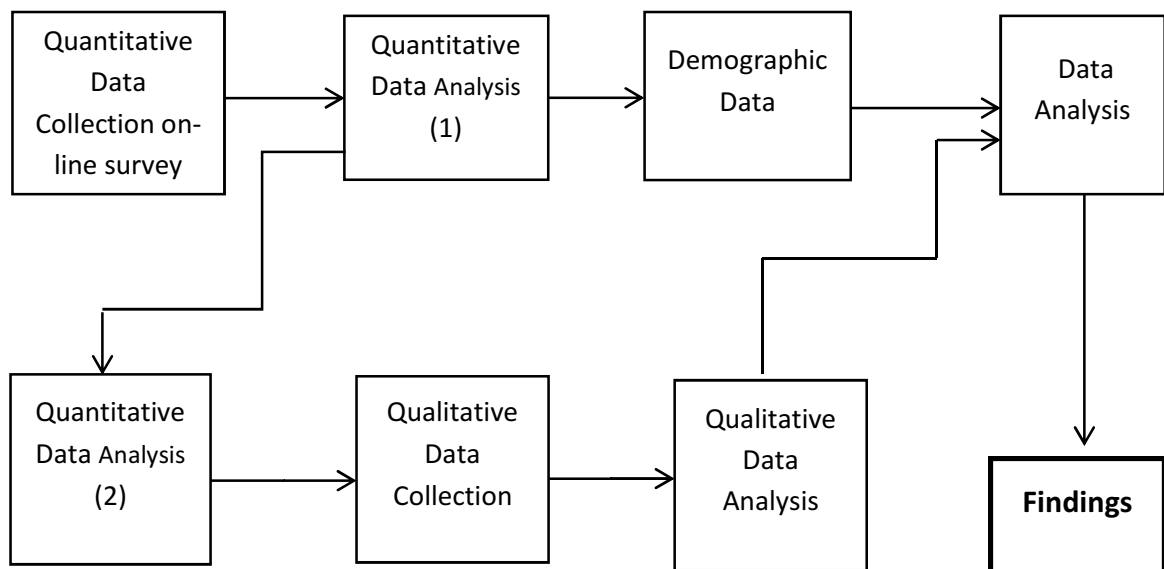 Quantitative
Data
Collection on-
line survey
Quantitative
Data Analysis
(1)
Demographic
Data
Data
Analysis
Quantitative
Data Analysis
(2)
Qualitative
Data
Collection
Qualitative
Data
Analysis
Findings